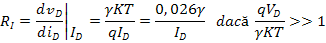 R_I = dv_D/di_D |_{I_D} = γKT/qI_D = 0,026γ/I_D dacă qV_D/γKT >> 1